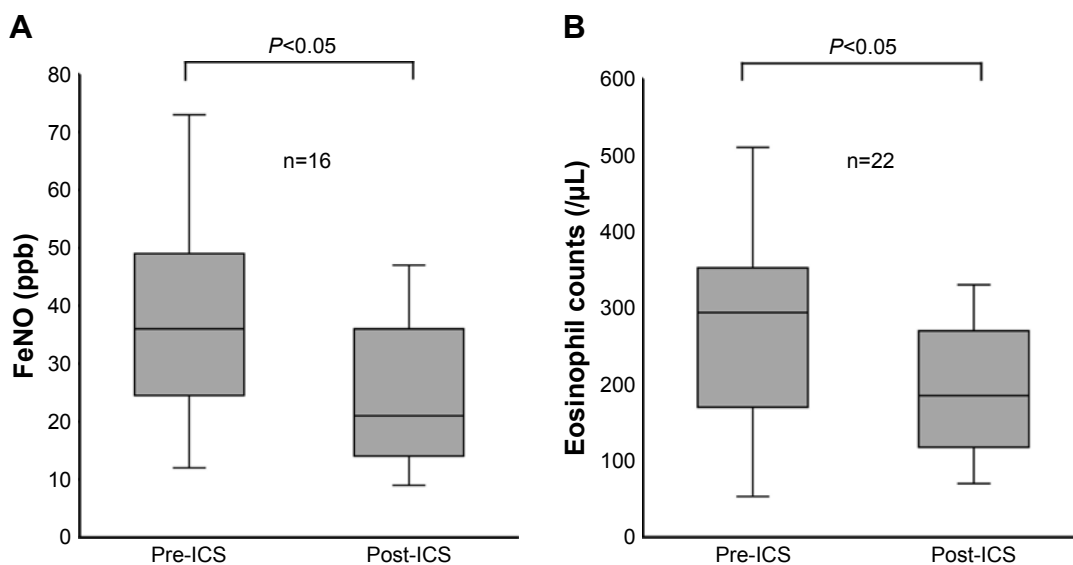 A
P<0.05
80
70
60
50
40
30
20
10
0
FeNO (ppb)
n=16
Pre-ICS Post-ICS
B
P<0.05
600
500
400
300
200
100
0
Eosinophil counts (/μL)
n=22
Pre-ICS Post-ICS